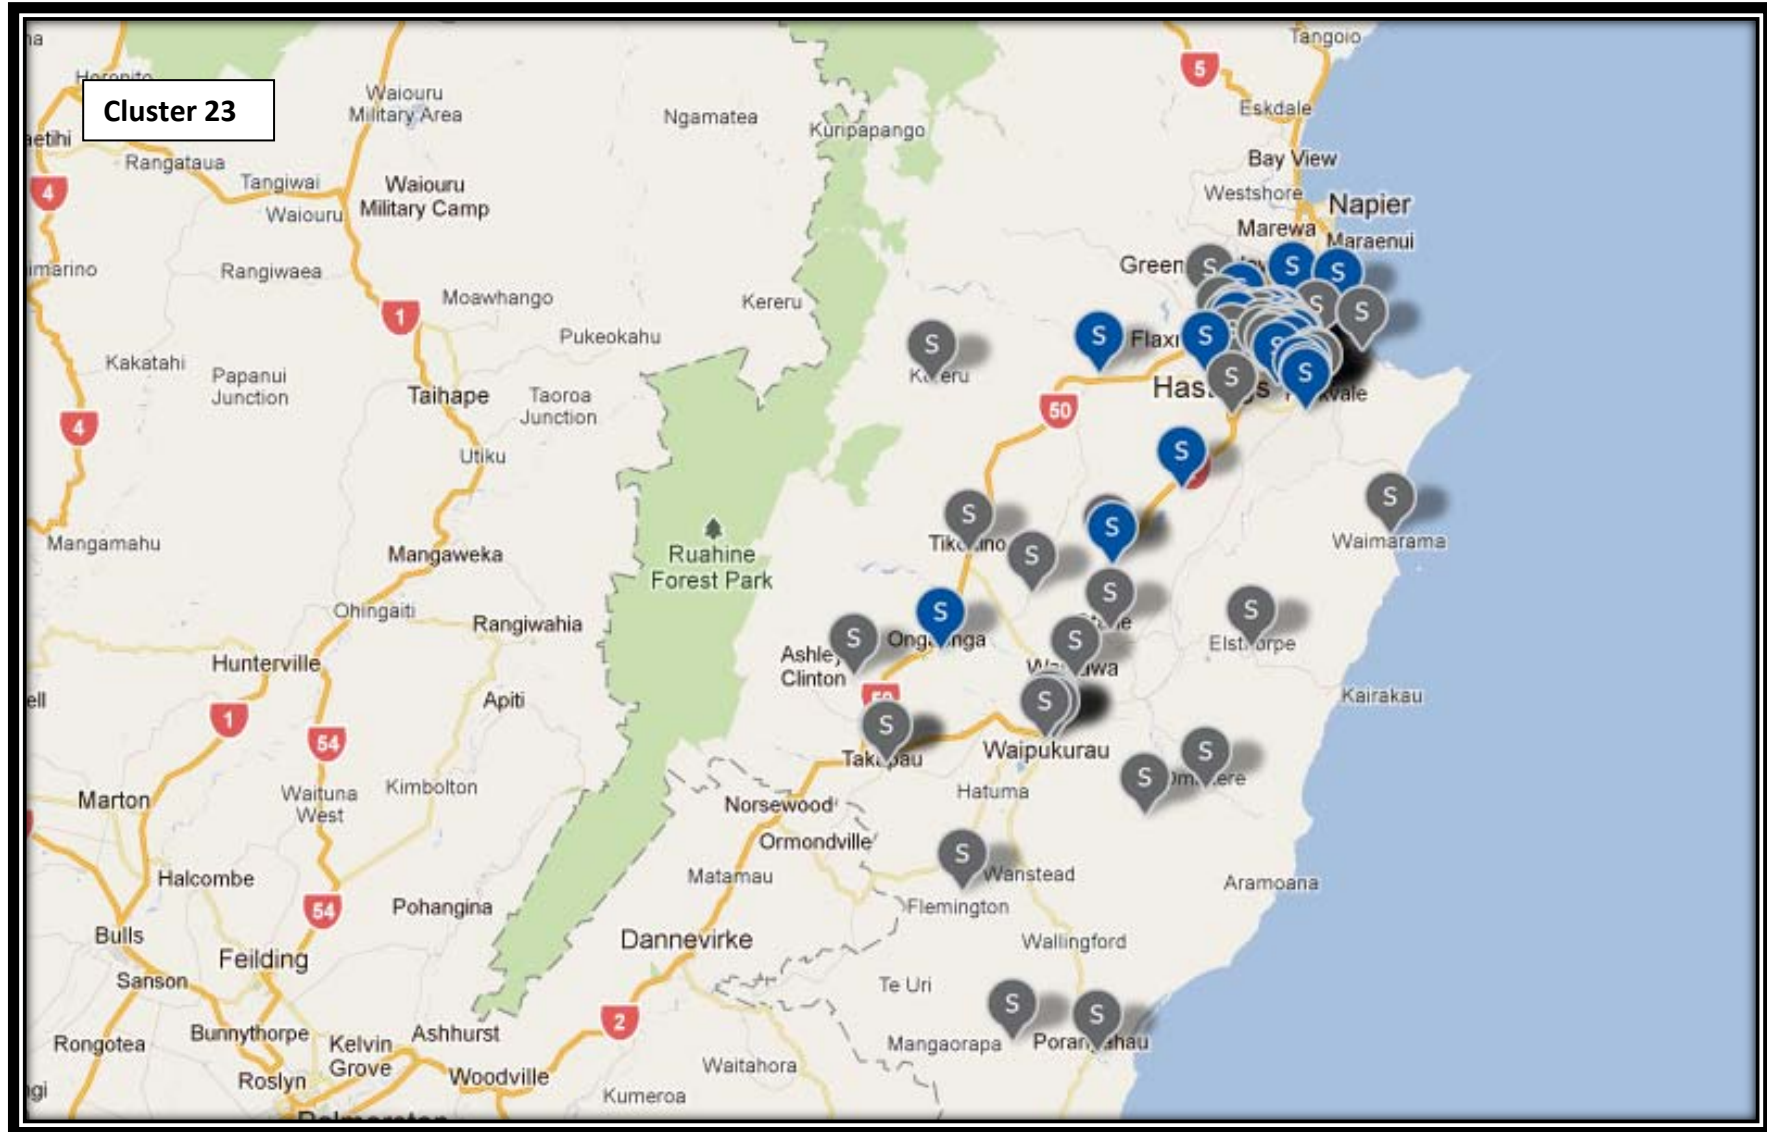 Cluster 23
Tangoio
5
Eskdale
Waiouru
Military Area
Ngamatea
Kuripapango
Bay View
Rangataua
Tangiwai
Waiouru
Military Camp
Westshore
4
Waiouru
Napier
Marewa
Maraenui
Rangiwaea
Green
S
S
S
Moawhango
Kereru
1
Pukeokahu
S
S
S
S
S
Kakatahi
Papanui
Junction
Taihape
Taoroa
Junction
S
S
50
4
Utiku
S
S
Mangamahu
Mangaweka
Ruahine
Forest Park
S
S
S
Waimarama
Ohingaiti
Rangiwahia
S
S
S
S
S
Elsthorpe
Hunterville
Ashley
Clinton
Kairakau
Apiti
1
54
S
S
Waipukurau
Takapau
S
S
Kimbolton
Marton
Waituna
West
Hatuma
Norsewood
Ormondville
S
Wanstead
Halcombe
Matamau
Aramoana
54
Pohangina
Flemington
Bulls
Feilding
Dannevirke
Wallingford
Sanson
Te Uri
S
S
2
Bunnythorpe
Ashhurst
Rongotea
Kelvin
Grove
Mangaorapa
Porangahau
Roslyn
Woodville
Waitahora
Kumeroa